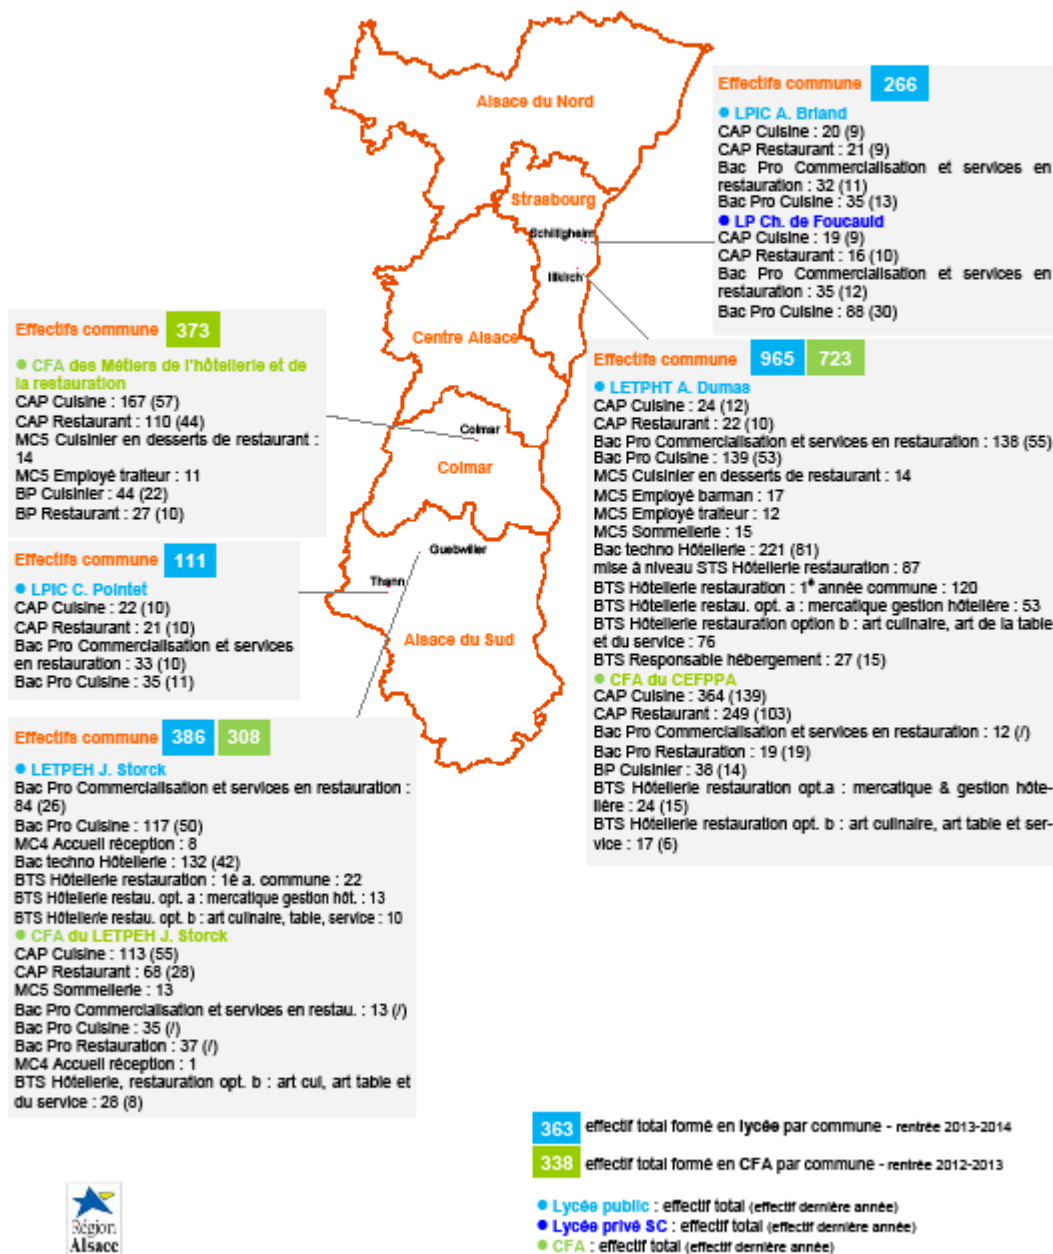 Alsace du Nord
Strasbourg
Schiltigheim
Illkirch
Centre Alsace
Colmar
Colmar
Guebwiller
Thann
Alsace du Sud
Effectifs commune 266
● LPIC A. Briand
CAP Cuisine : 20 (9)
CAP Restaurant : 21 (9)
Bac Pro Commercialisation et services en
restauration : 32 (11)
Bac Pro Cuisine : 35 (13)
● LP Ch. de Foucauld
CAP Cuisine : 19 (9)
CAP Restaurant : 16 (10)
Bac Pro Commercialisation et services en
restauration : 35 (12)
Bac Pro Cuisine : 88 (30)
Effectifs commune 373
● CFA des Métiers de l'hôtellerie et de
la restauration
CAP Cuisine : 167 (57)
CAP Restaurant : 110 (44)
MC5 Cuisinier en desserts de restaurant :
14
MC5 Employé traiteur : 11
BP Cuisinier : 44 (22)
BP Restaurant : 27 (10)
Effectifs commune 965 723
● LETPHT A. Dumas
CAP Cuisine : 24 (12)
CAP Restaurant : 22 (10)
Bac Pro Commercialisation et services en restauration : 138 (55)
Bac Pro Cuisine : 139 (53)
MC5 Cuisinier en desserts de restaurant : 14
MC5 Employé barman : 17
MC5 Employé traiteur : 12
MC5 Sommellerie : 15
Bac techno Hôtellerie : 221 (81)
mise à niveau STS Hôtellerie restauration : 87
BTS Hôtellerie restauration : 1° année commune : 120
BTS Hôtellerie restau. opt. a : mercatique gestion hôtelière : 53
BTS Hôtellerie restauration option b : art culinaire, art de la table
et du service : 76
BTS Responsable hébergement : 27 (15)
● CFA du CEFPPA
CAP Cuisine : 364 (139)
CAP Restaurant : 249 (103)
Bac Pro Commercialisation et services en restauration : 12 (/)
Bac Pro Restauration : 19 (19)
BP Cuisinier : 38 (14)
BTS Hôtellerie restauration opt.a : mercatique & gestion hôte-
lière : 24 (15)
BTS Hôtellerie restauration opt. b : art culinaire, art table et ser-
vice : 17 (6)
Effectifs commune 111
● LPIC C. Pointet
CAP Cuisine : 22 (10)
CAP Restaurant : 21 (10)
Bac Pro Commercialisation et services
en restauration : 33 (10)
Bac Pro Cuisine : 35 (11)
Effectifs commune 386 308
● LETPEH J. Storck
Bac Pro Commercialisation et services en restauration :
84 (26)
Bac Pro Cuisine : 117 (50)
MC4 Accueil réception : 8
Bac techno Hôtellerie : 132 (42)
BTS Hôtellerie restauration : 1è a. commune : 22
BTS Hôtellerie restau. opt. a : mercatique gestion hôt. : 13
BTS Hôtellerie restau. opt. b : art culinaire, table, service : 10
● CFA du LETPEH J. Storck
CAP Cuisine : 113 (55)
CAP Restaurant : 68 (28)
MC5 Sommellerie : 13
Bac Pro Commercialisation et services en restau. : 13 (/)
Bac Pro Cuisine : 35 (/)
Bac Pro Restauration : 37 (/)
MC4 Accueil réception : 1
BTS Hôtellerie, restauration opt. b : art cul, art table et
du service : 28 (8)
363 effectif total formé en lycée par commune - rentrée 2013-2014
338 effectif total formé en CFA par commune - rentrée 2012-2013
● Lycée public : effectif total (effectif dernière année)
● Lycée privé SC : effectif total (effectif dernière année)
● CFA : effectif total (effectif dernière année)
Région
Alsace